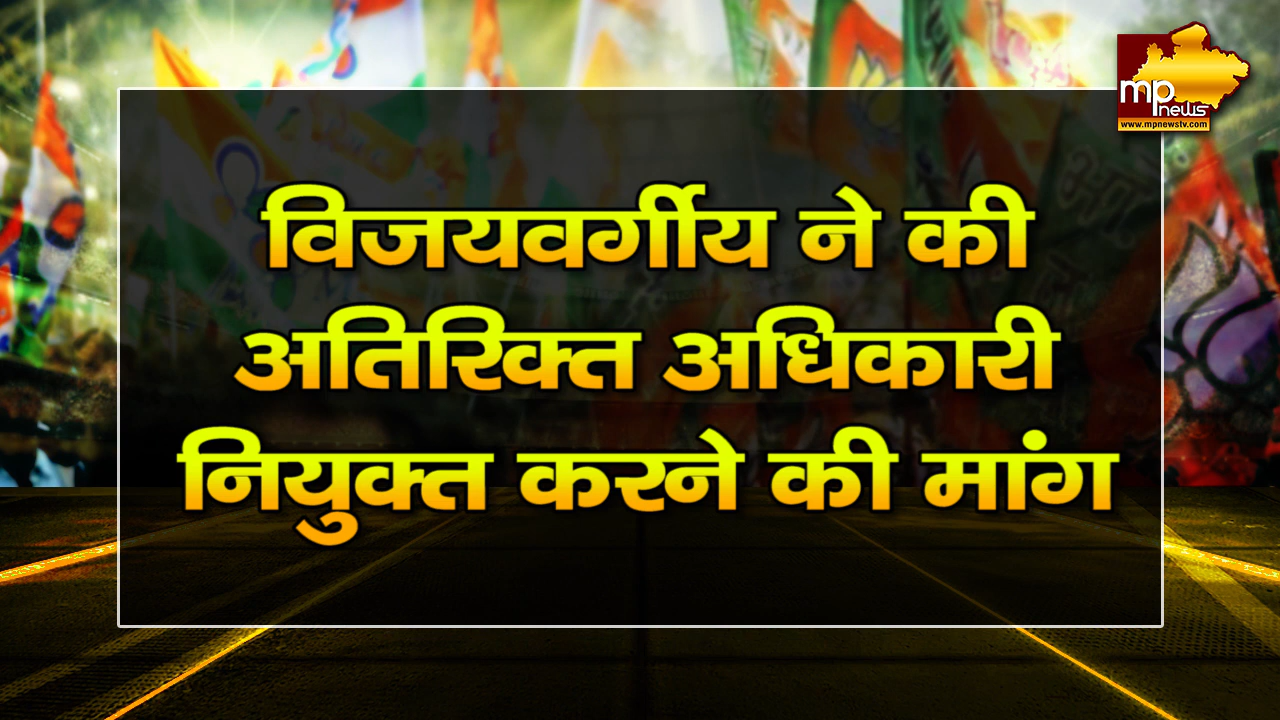 mp
news
www.mpnewstv.com
विजयवर्गीय ने की
अतिरिक्त अधिकारी
नियुक्त करने की मांग